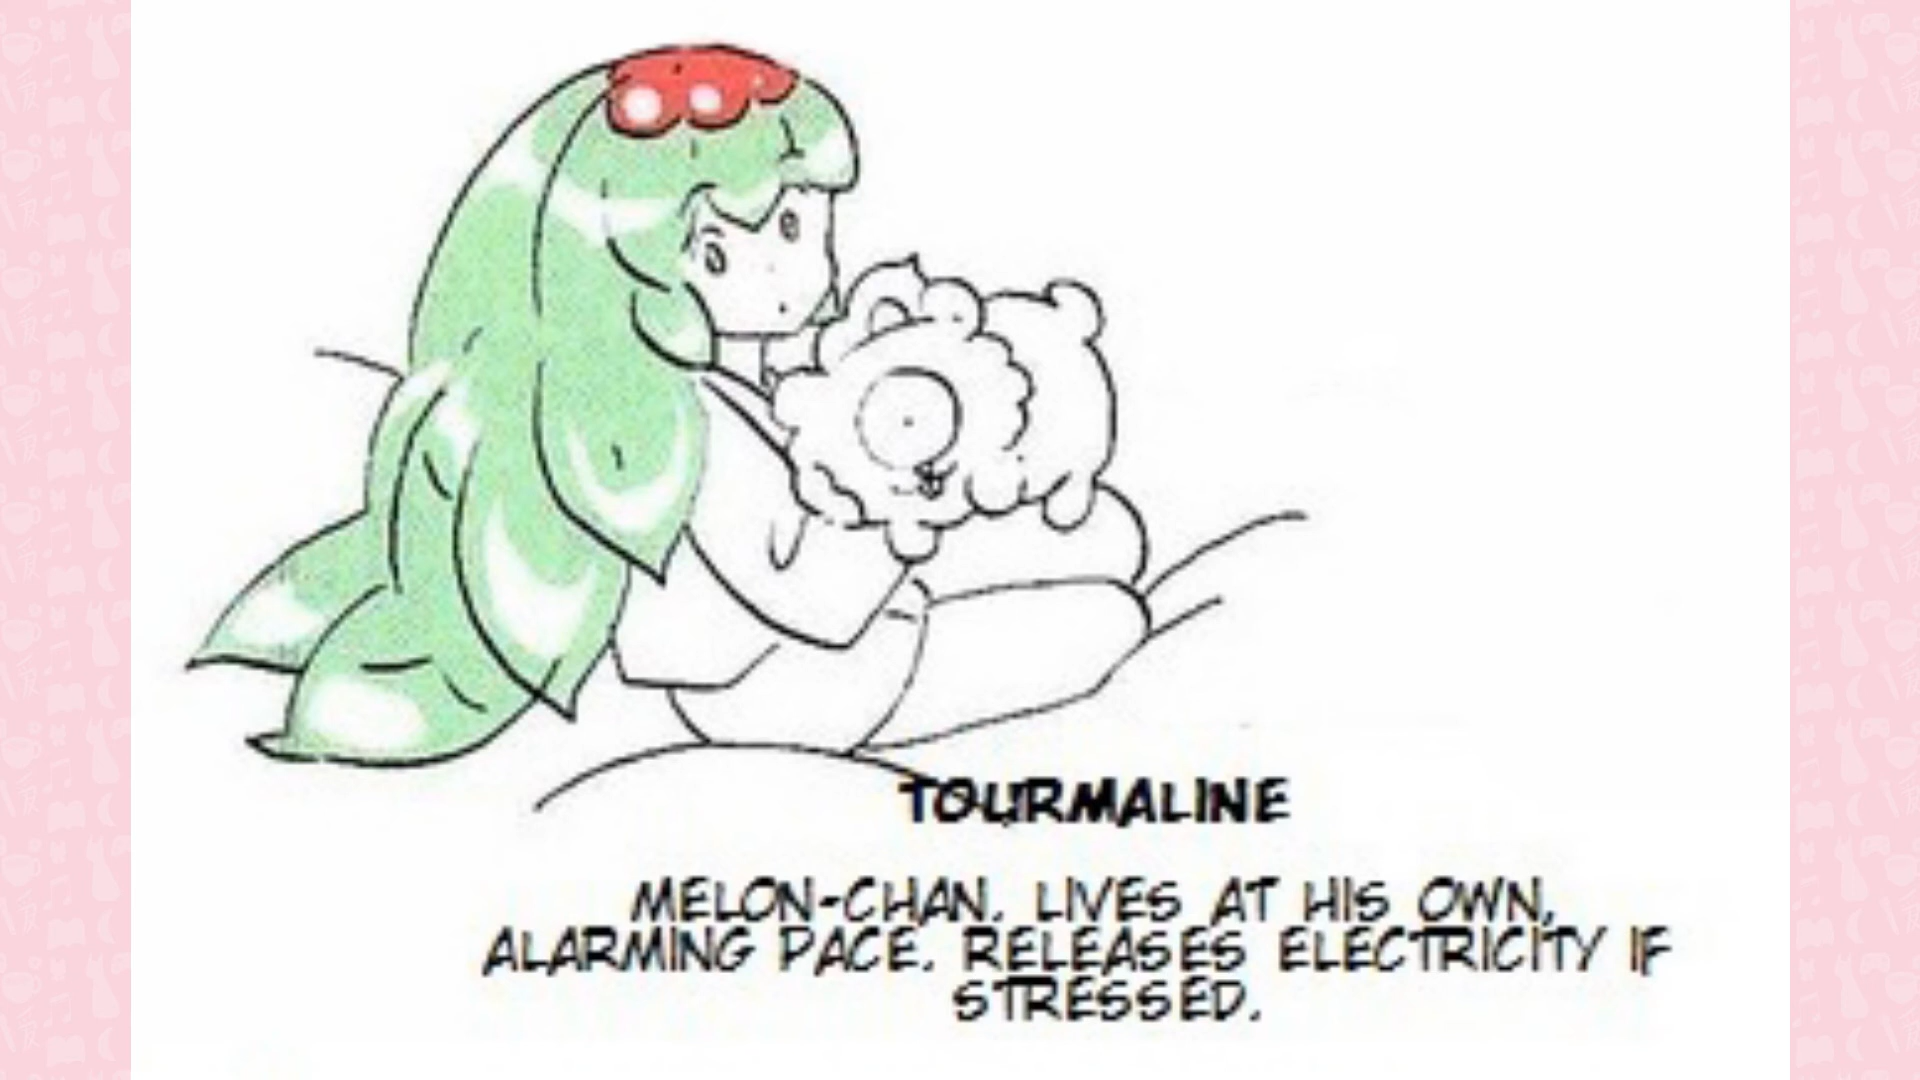 TOURMALINE
MELON-CHAN. LIVES AT HIS OWN,
ALARMING PACE. RELEASES ELECTRICITY IF
STRESSED.